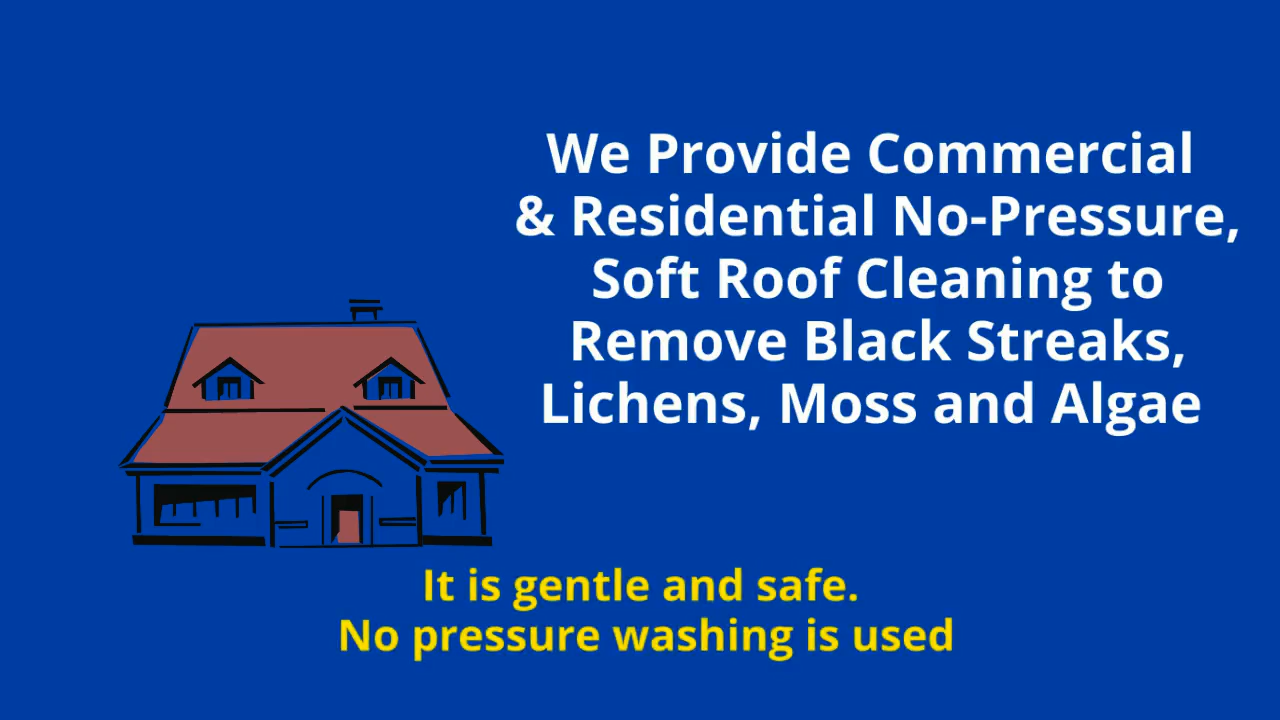 We Provide Commercial
& Residential No-Pressure,
Soft Roof Cleaning to
Remove Black Streaks,
Lichens, Moss and Algae
It is gentle and safe.
No pressure washing is used